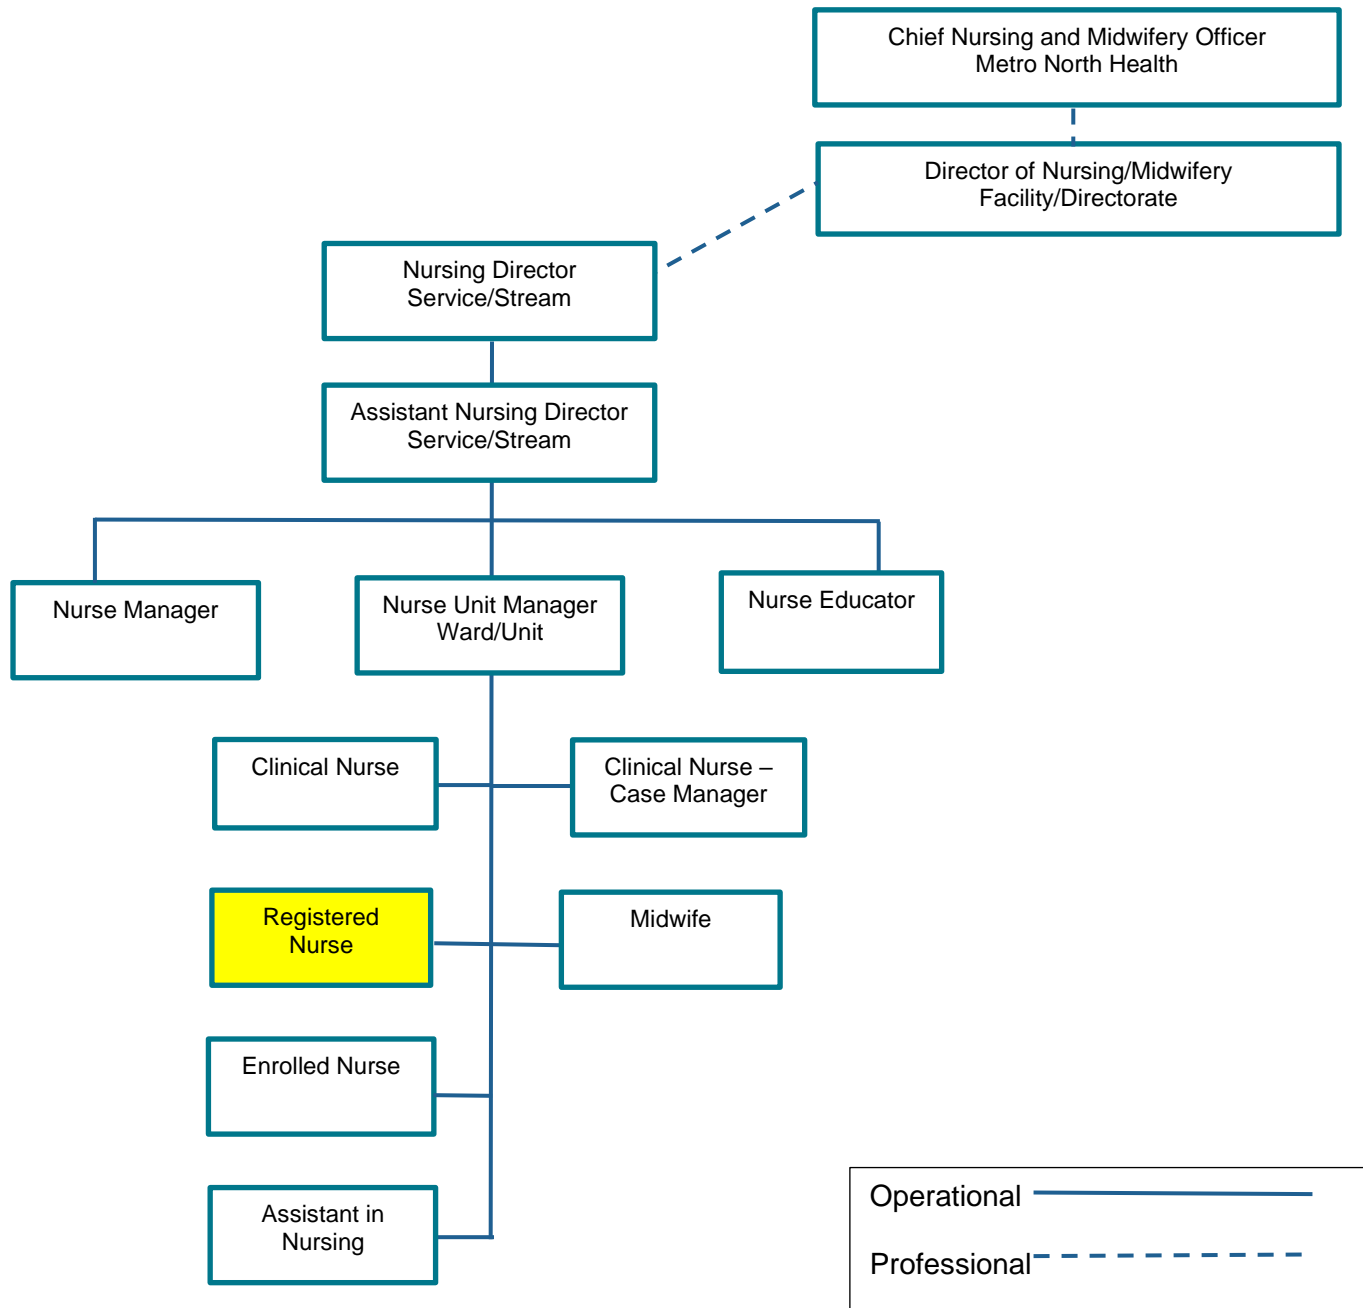 Chief Nursing and Midwifery Officer
Metro North Health
Director of Nursing/Midwifery
Facility/Directorate
Nursing Director
Service/Stream
Assistant Nursing Director
Service/Stream
Nurse Manager
Nurse Unit Manager
Ward/Unit
Nurse Educator
Clinical Nurse
Clinical Nurse –
Case Manager
Registered
Nurse
Midwife
Enrolled Nurse
Assistant in
Nursing
Operational
Professional